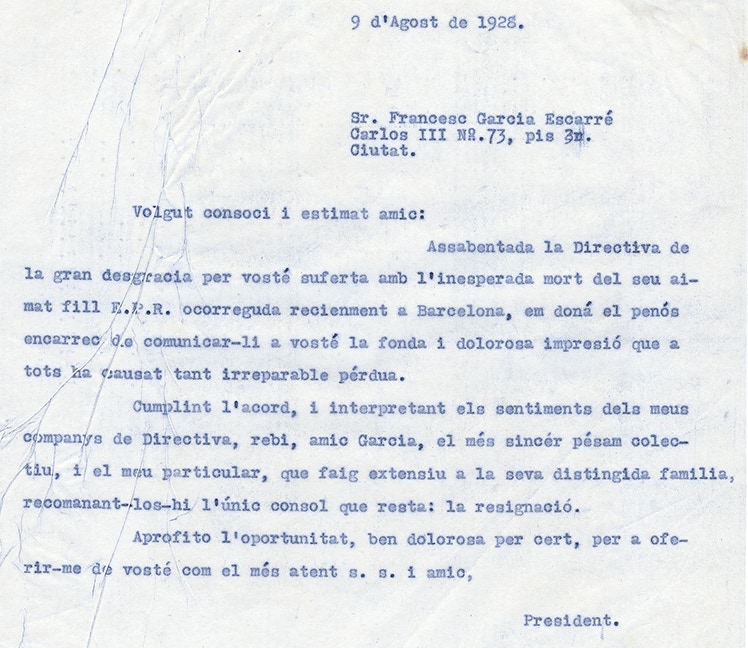 9 d'Agost de 1928.
Sr. Francesc Garcia Escarré
Carlos III Nº.73, pis 3r.
Ciutat.
Volgut consoci i estimat amic:
Assabentada la Directiva de
la gran desgracia per vosté suferta amb l'inesperada mort del seu ai-
mat fill E.P.R. ocorreguda recienment a Barcelona, em doná el penós
encarrec de comunicar-li a vosté la fonda i dolorosa impresió que a
tots ha causat tant irreparable pérdua.
Cumplint l'acord, i interpretant els sentiments dels meus
companys de Directiva, rebi, amic Garcia, el més sincér pésam colec-
tiu, i el meu particular, que faig extensiu a la seva distingida familia,
recomanant-los-hi l'únic consol que resta: la resignació.
Aprofito l'oportunitat, ben dolorosa per cert, per a ofe-
rir-me de vosté com el més atent s. s. i amic,
President.